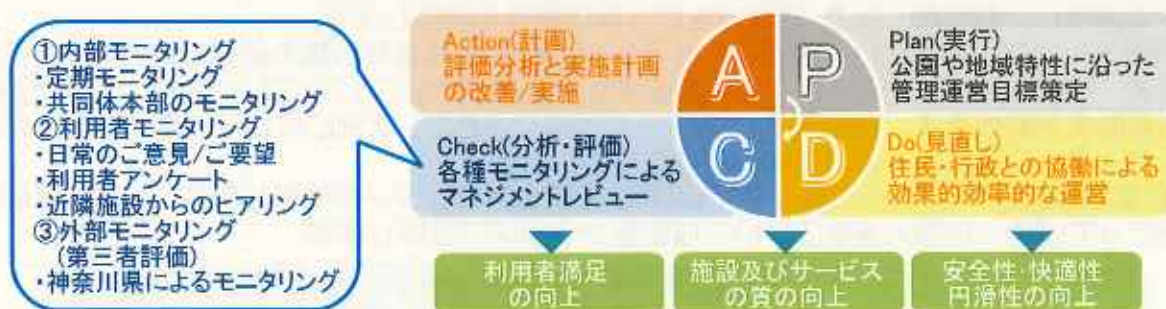 ①内部モニタリング
・定期モニタリング
・共同体本部のモニタリング
②利用者モニタリング
・日常のご意見/ご要望
・利用者アンケート
・近隣施設からのヒアリング
③外部モニタリング
(第三者評価)
・神奈川県によるモニタリング
Action(計画)
評価分析と実施計画
の改善/実施
A
P
Plan(実行)
公園や地域特性に沿った
管理運営目標策定
Check(分析・評価)
各種モニタリングによる
マネジメントレビュー
C
D
Do(見直し)
住民・行政との協働による
効果的効率的な運営
利用者満足
の向上
施設及びサービス
の質の向上
安全性・快適性
円滑性の向上